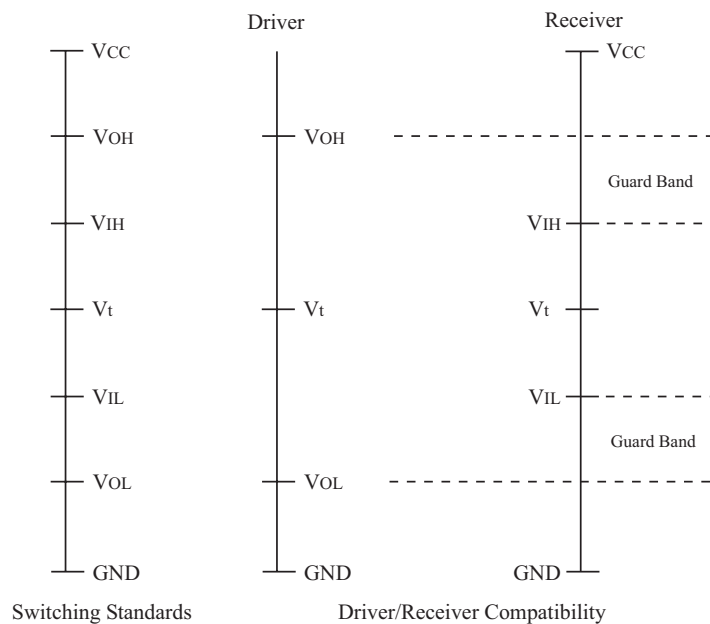 Driver
Receiver
VCC
VCC
VOH
VOH
Guard Band
VIH
VIH
Vt
Vt
Vt
VIL
VIL
Guard Band
VOL
VOL
GND
GND
GND
Switching Standards
Driver/Receiver Compatibility